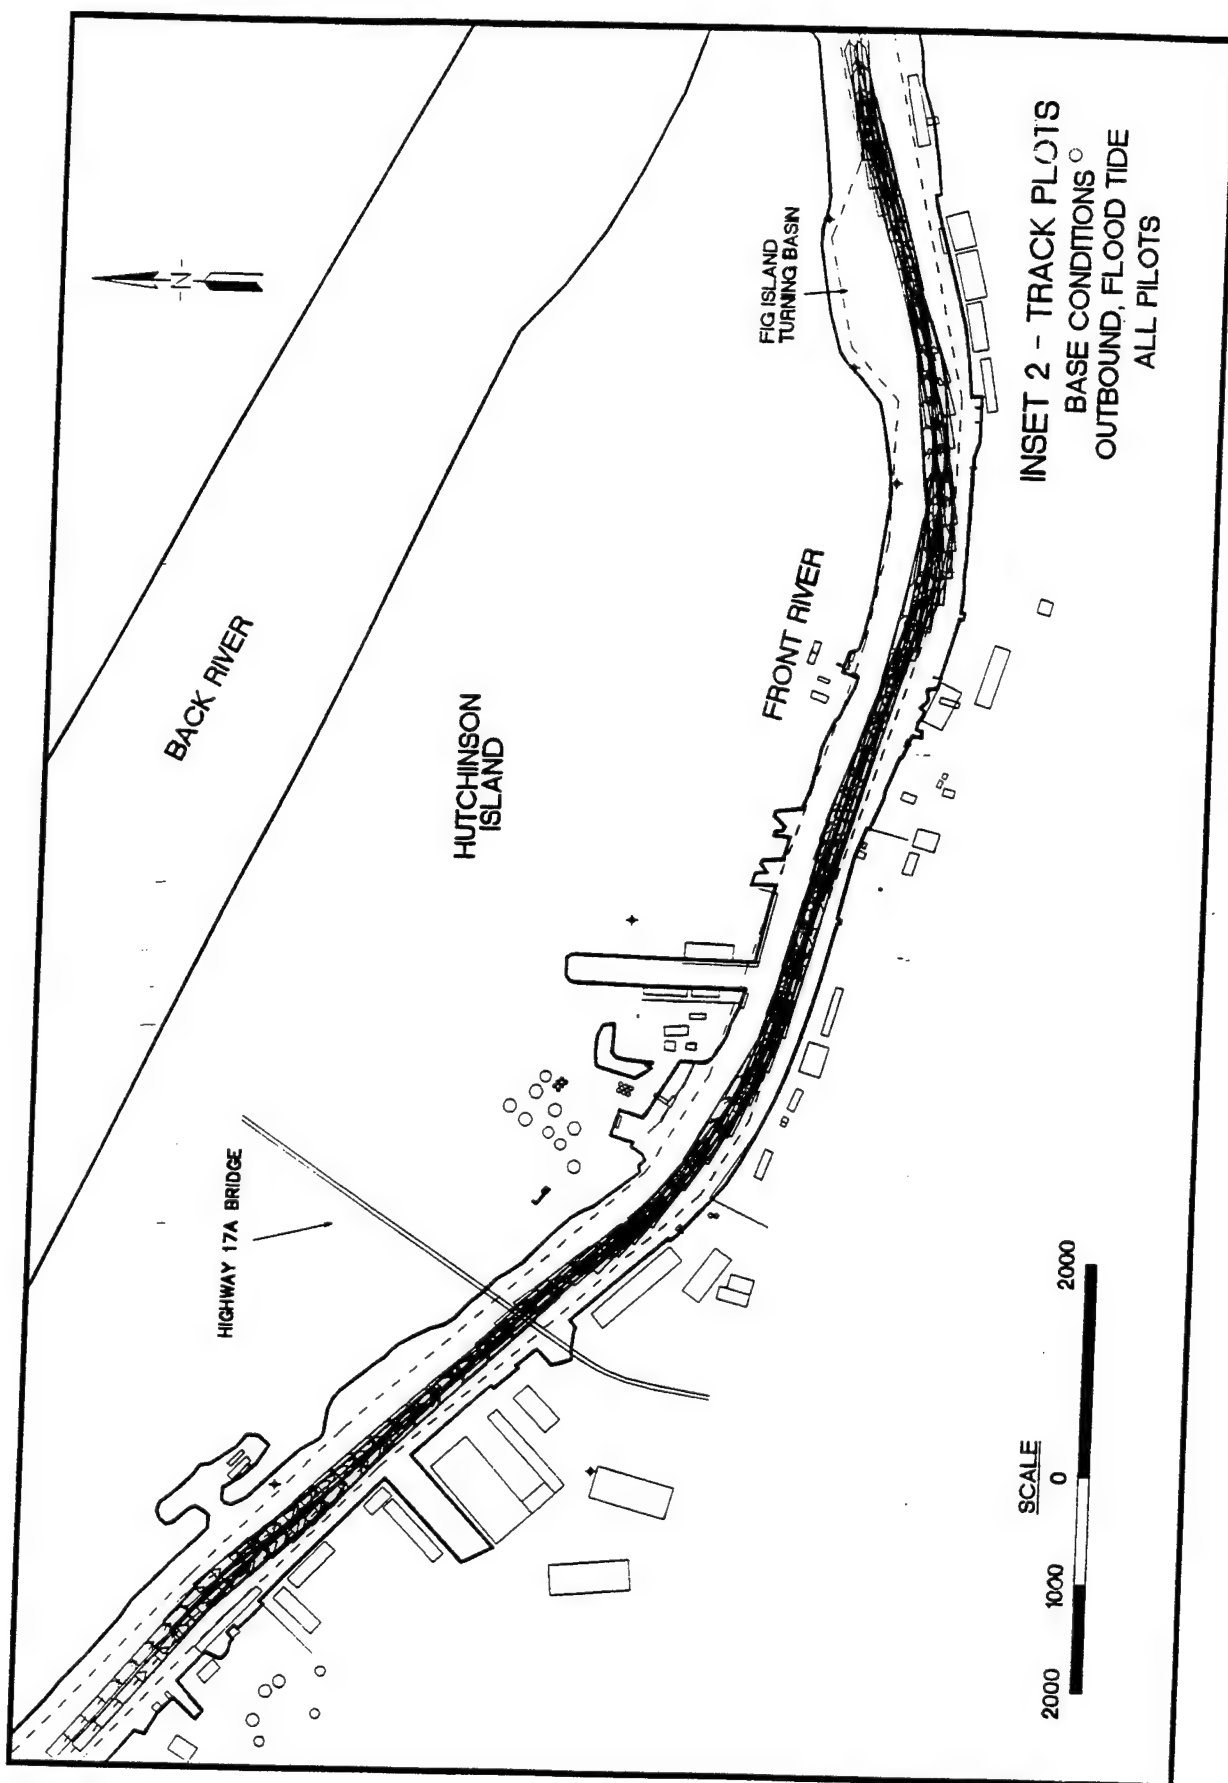 BACK RIVER
HUTCHINSON
ISLAND
FRONT RIVER
FIG ISLAND
TURNING BASIN
HIGHWAY 17A BRIDGE
-N-
INSET 2 - TRACK PLOTS
BASE CONDITIONS
OUTBOUND, FLOOD TIDE
ALL PILOTS
SCALE
2000 1000 0 2000